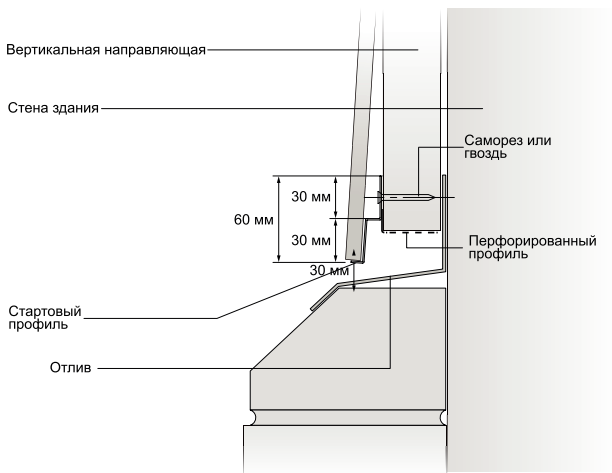 Вертикальная направляющая
Стена здания
Саморез или
гвоздь
30 мм
60 мм
30 мм
Перфорированный
профиль
30 мм
Стартовый
профиль
Отлив